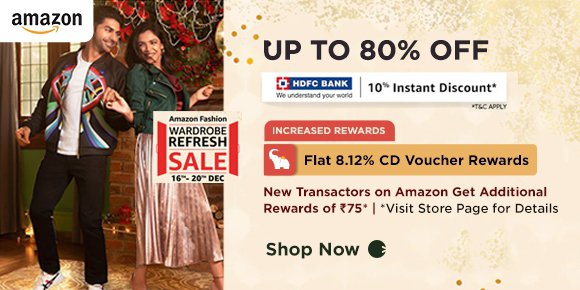 amazon
UP TO 80% OFF
HDFC BANK
We understand your world
10% Instant Discount*
*T&C APPLY
Amazon Fashion
WARDROBE
REFRESH
SALE
16TH- 20TH DEC
INCREASED REWARDS
Flat 8.12% CD Voucher Rewards
New Transactors on Amazon Get Additional
Rewards of ₹75* | *Visit Store Page for Details
Shop Now